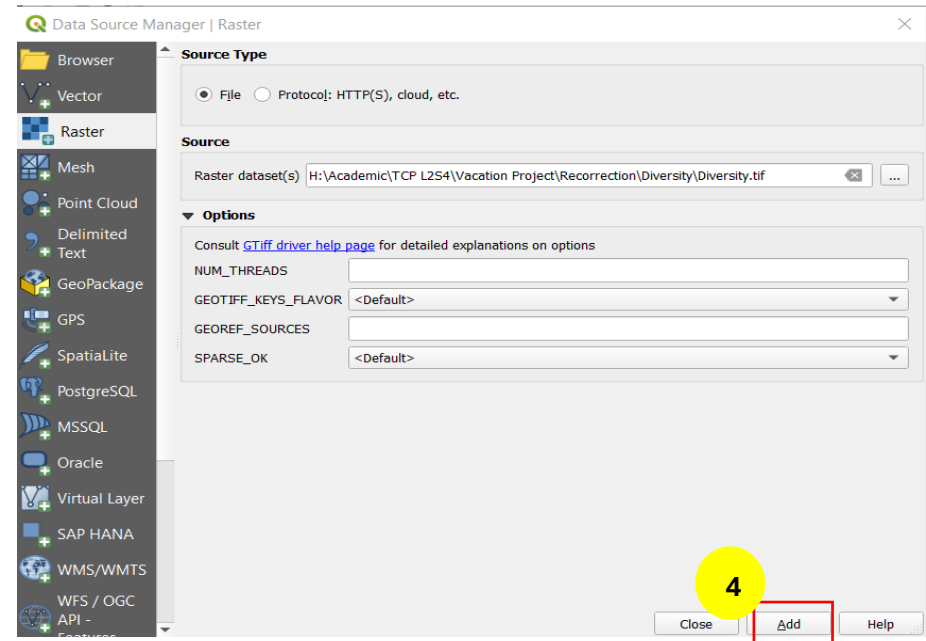 Data Source Manager | Raster
Browser
Vector
Raster
Mesh
Point Cloud
Delimited
Text
GeoPackage
GPS
SpatiaLite
PostgreSQL
MSSQL
Oracle
Virtual Layer
SAP HANA
WMS/WMTS
WFS / OGC
API -
Features
Source Type
File
Protocol: HTTP(S), cloud, etc.
Source
Raster dataset(s) H:\Academic\TCP L2S4\Vacation Project\Recorrection\Diversity\Diversity.tif ...
Options
Consult GTiff driver help page for detailed explanations on options
NUM_THREADS
GEOTIFF_KEYS_FLAVOR <Default>
GEOREF_SOURCES
SPARSE_OK <Default>
4
Close Add Help